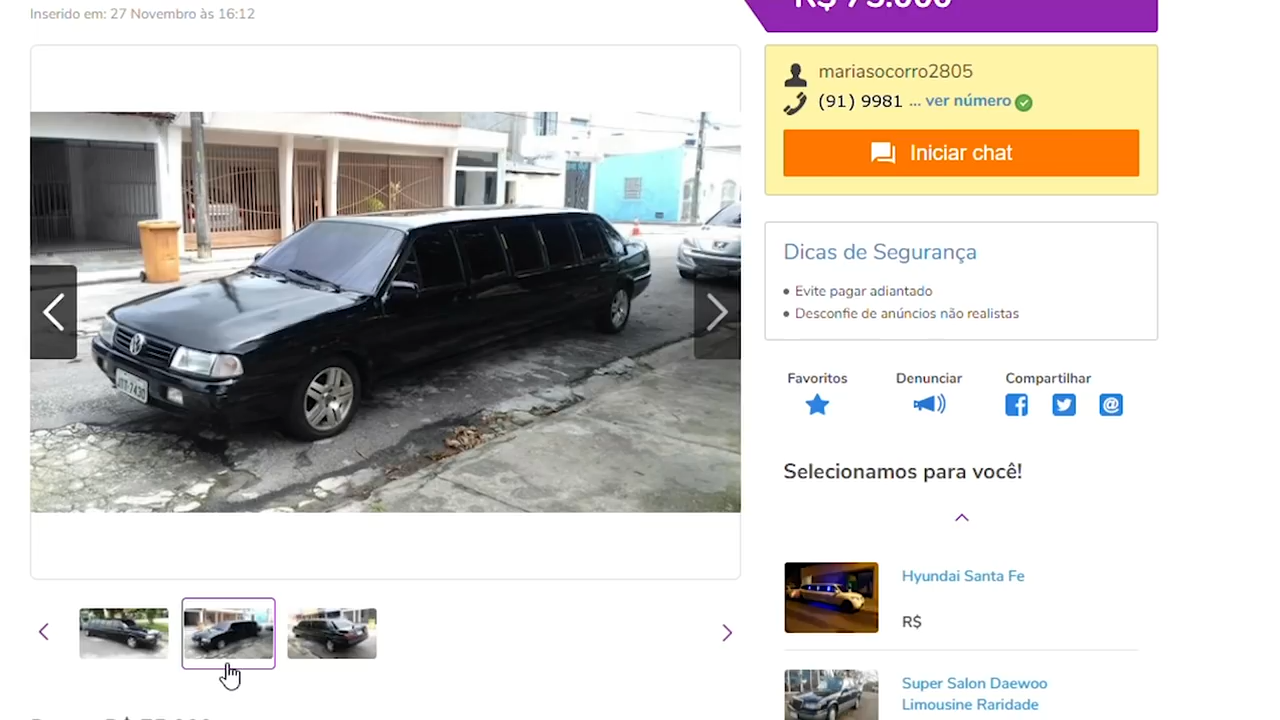 Inserido em: 27 Novembro às 16:12
R$ 75.000
mariasocorro2805
(91) 9981 ... ver número
Iniciar chat
Dicas de Segurança
• Evite pagar adiantado
• Desconfie de anúncios não realistas
Favoritos
Denunciar
Compartilhar
Selecionamos para você!
Hyundai Santa Fe
R$
Super Salon Daewoo
Limousine Raridade